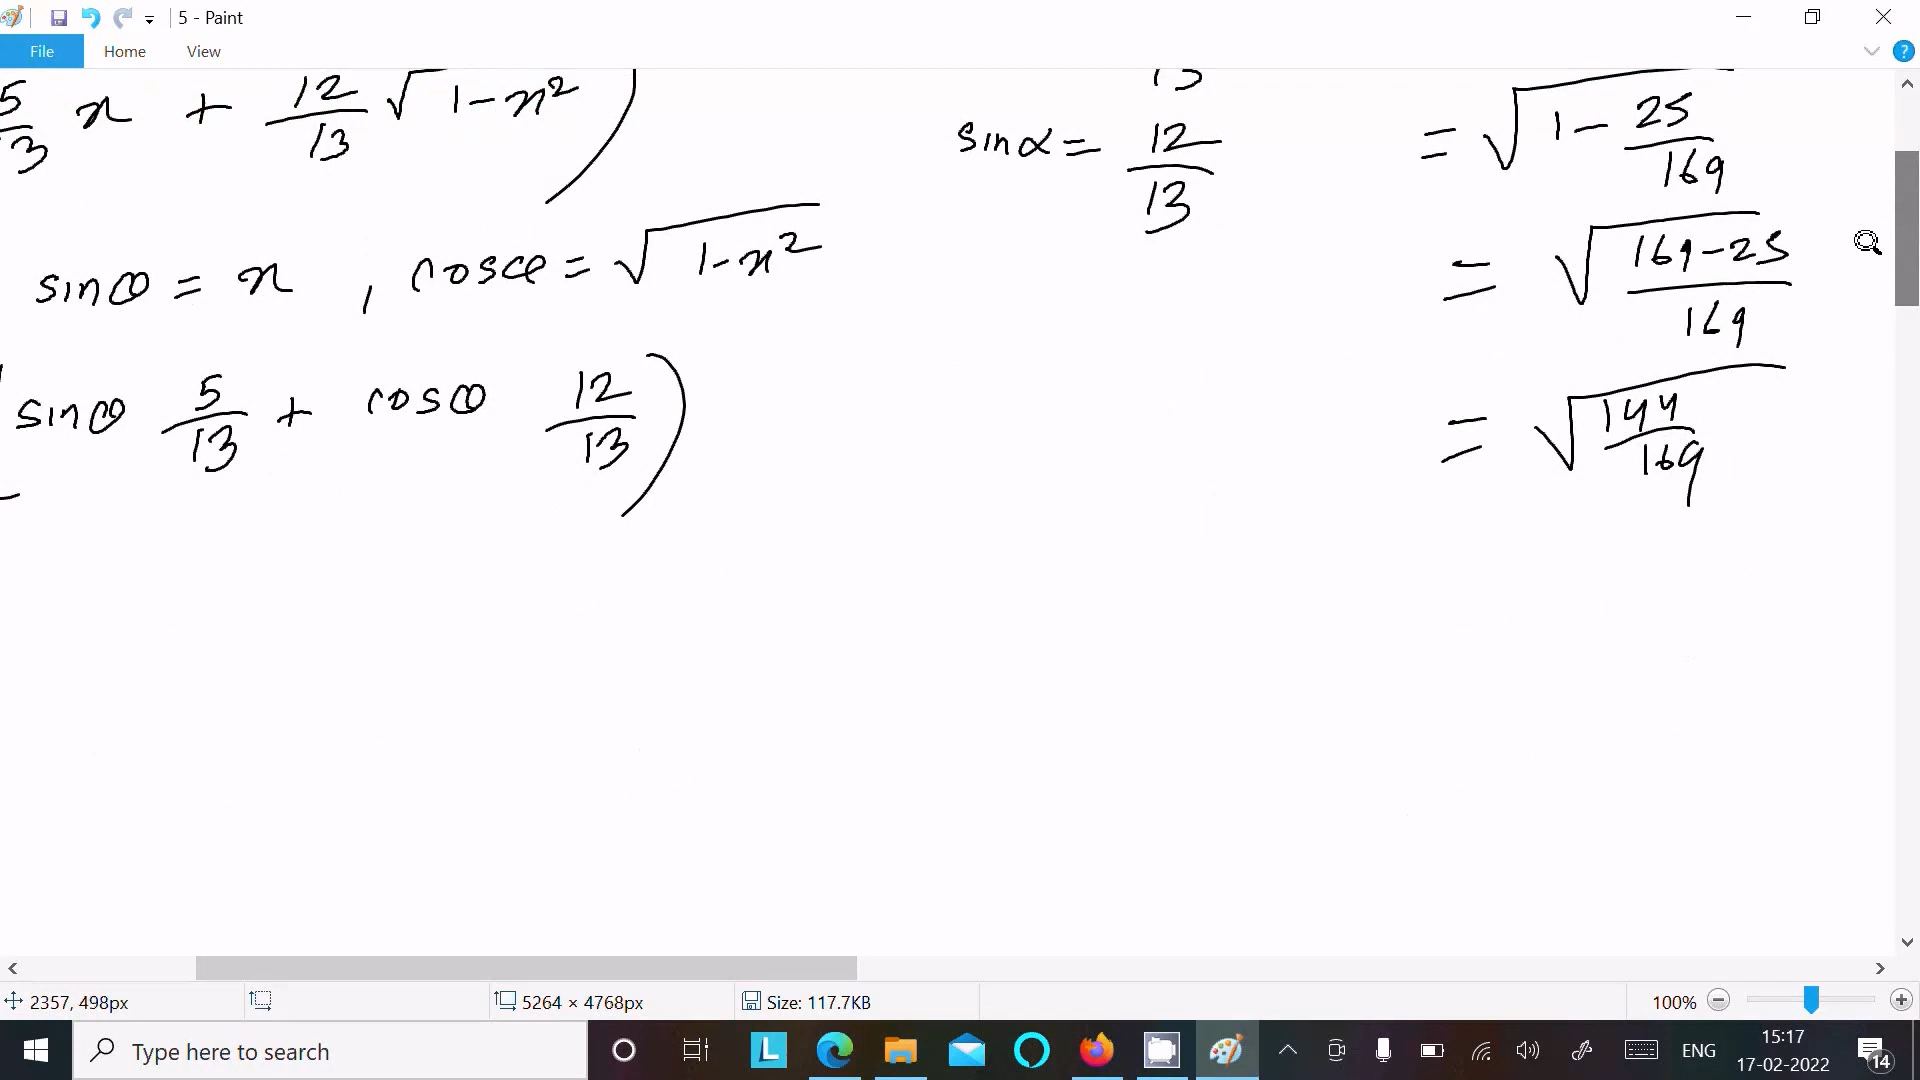 5 - Paint
File Home View
5/13 x + 12/13 √1-x² )
sinθ = x , cosθ = √1-x²
sinθ 5/13 + cosθ 12/13 )
13
sinα = 12/13
= √1 - 25/169
= √169-25/169
= √144/169
2357, 498px
5264 × 4768px
Size: 117.7KB
100%
Type here to search
L
ENG
15:17
17-02-2022
14